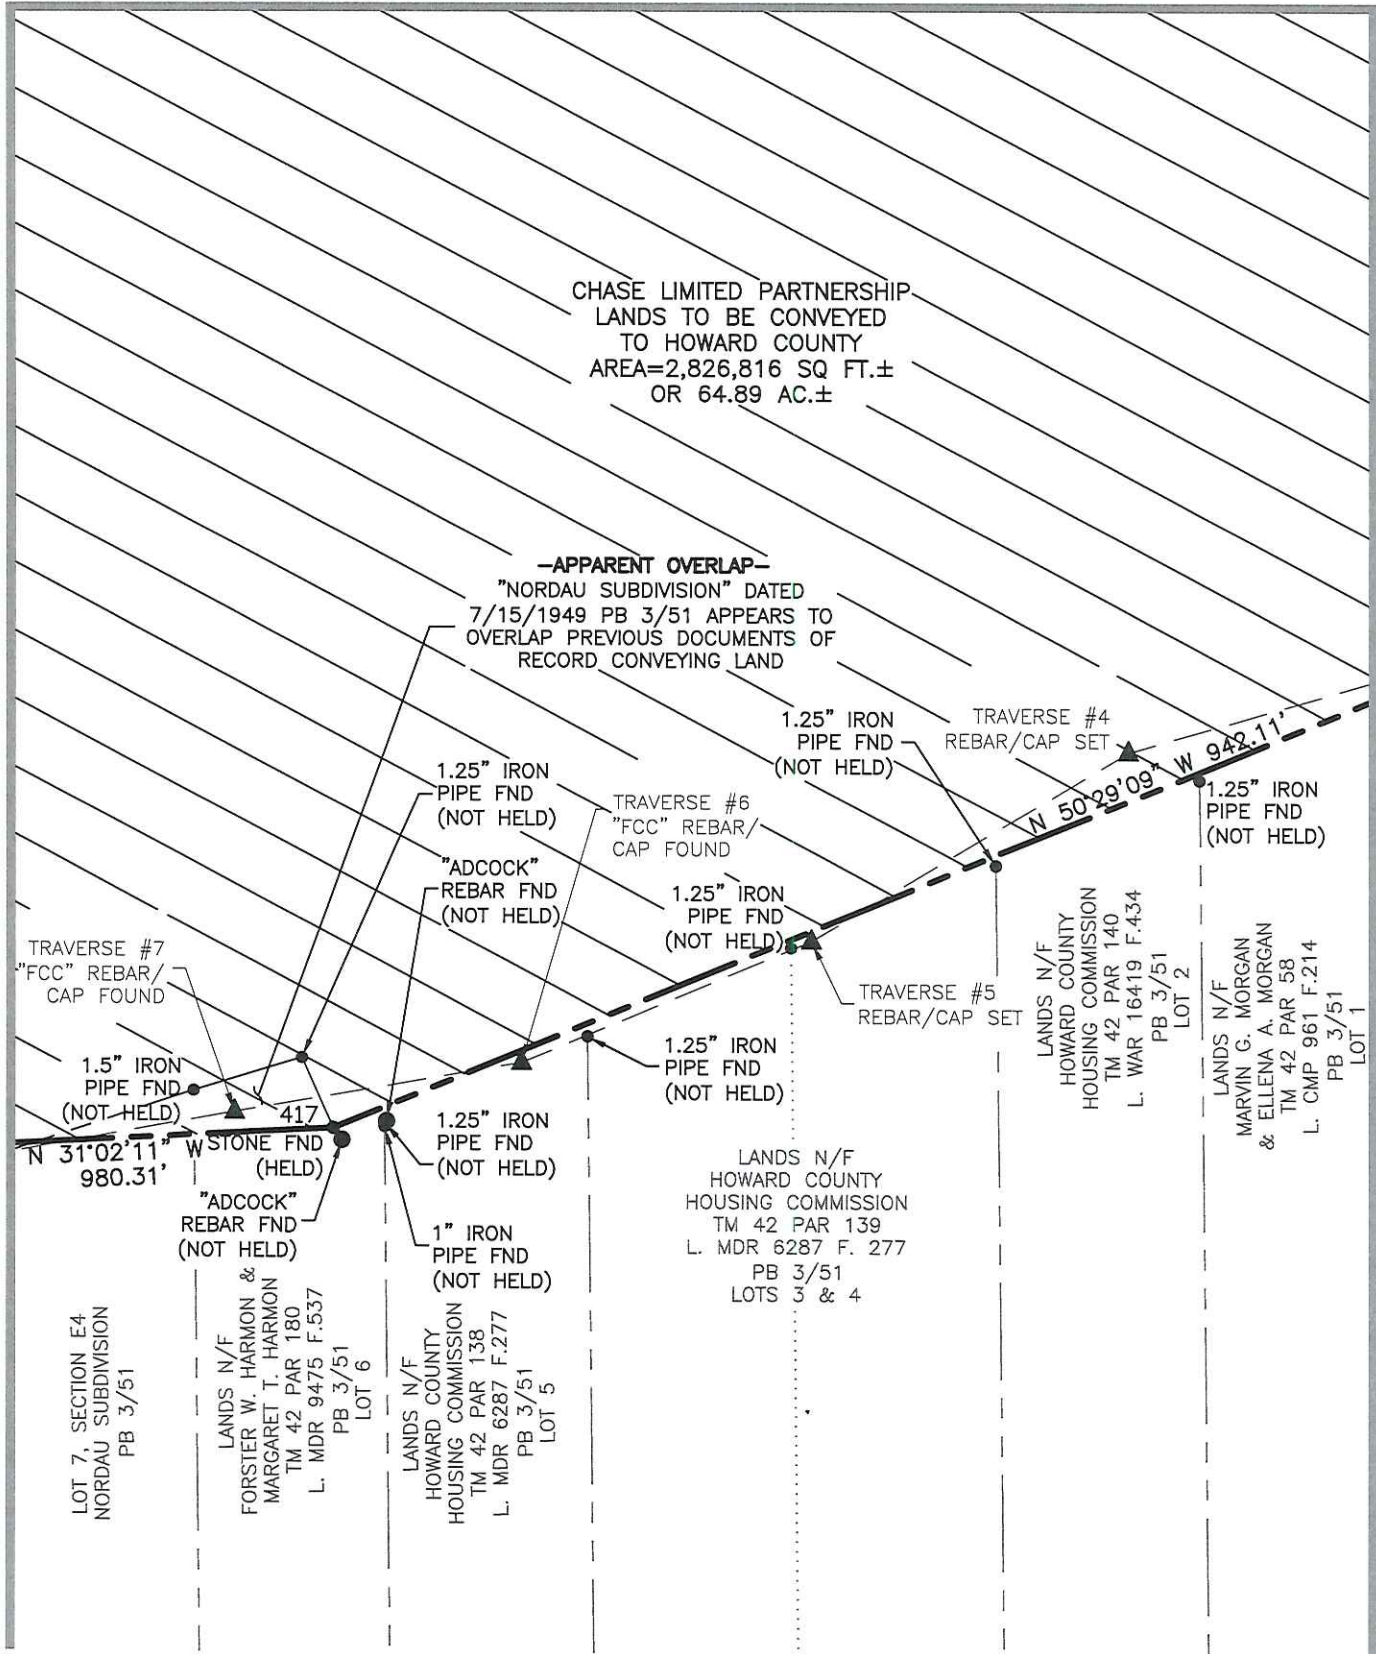 CHASE LIMITED PARTNERSHIP
LANDS TO BE CONVEYED
TO HOWARD COUNTY
AREA=2,826,816 SQ FT.±
OR 64.89 AC.±
-APPARENT OVERLAP-
"NORDAU SUBDIVISION" DATED
7/15/1949 PB 3/51 APPEARS TO
OVERLAP PREVIOUS DOCUMENTS OF
RECORD CONVEYING LAND
1.25" IRON
PIPE FND
(NOT HELD)
TRAVERSE #4
REBAR/CAP SET
N 50°29'09" W 942.11'
1.25" IRON
PIPE FND
(NOT HELD)
1.25" IRON
PIPE FND
(NOT HELD)
TRAVERSE #6
"FCC" REBAR/
CAP FOUND
"ADCOCK"
REBAR FND
(NOT HELD)
1.25" IRON
PIPE FND
(NOT HELD)
TRAVERSE #7
"FCC" REBAR/
CAP FOUND
TRAVERSE #5
REBAR/CAP SET
1.5" IRON
PIPE FND
(NOT HELD)
1.25" IRON
PIPE FND
(NOT HELD)
417
STONE FND
(HELD)
1.25" IRON
PIPE FND
(NOT HELD)
N 31°02'11" W
980.31'
"ADCOCK"
REBAR FND
(NOT HELD)
1" IRON
PIPE FND
(NOT HELD)
LOT 7, SECTION E4
NORDAU SUBDIVISION
PB 3/51
LANDS N/F
FORSTER W. HARMON &
MARGARET T. HARMON
TM 42 PAR 180
L. MDR 9475 F.537
PB 3/51
LOT 6
LANDS N/F
HOWARD COUNTY
HOUSING COMMISSION
TM 42 PAR 138
L. MDR 6287 F.277
PB 3/51
LOT 5
LANDS N/F
HOWARD COUNTY
HOUSING COMMISSION
TM 42 PAR 139
L. MDR 6287 F. 277
PB 3/51
LOTS 3 & 4
LANDS N/F
HOWARD COUNTY
HOUSING COMMISSION
TM 42 PAR 140
L. WAR 16419 F.434
PB 3/51
LOT 2
LANDS N/F
MARVIN G. MORGAN
& ELLENA A. MORGAN
TM 42 PAR 58
L. CMP 961 F.214
PB 3/51
LOT 1